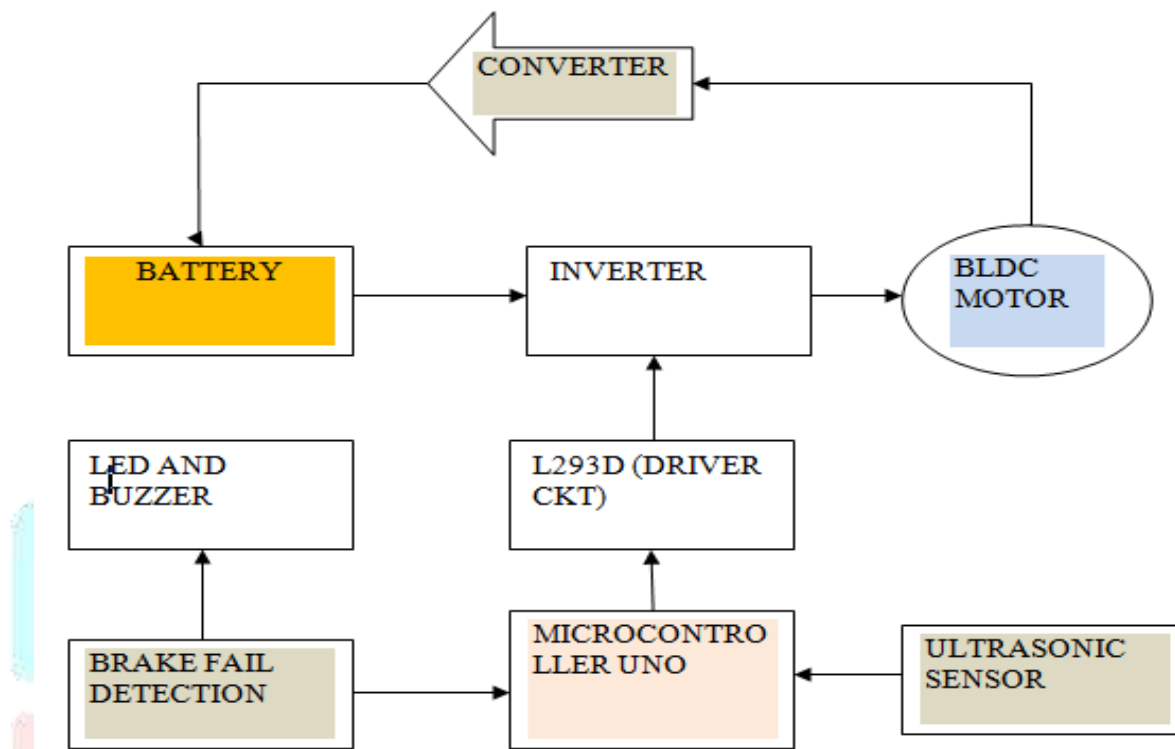 CONVERTER
BATTERY
INVERTER
BLDC
MOTOR
LED AND
BUZZER
L293D (DRIVER
CKT)
BRAKE FAIL
DETECTION
MICROCONTRO
LLER UNO
ULTRASONIC
SENSOR